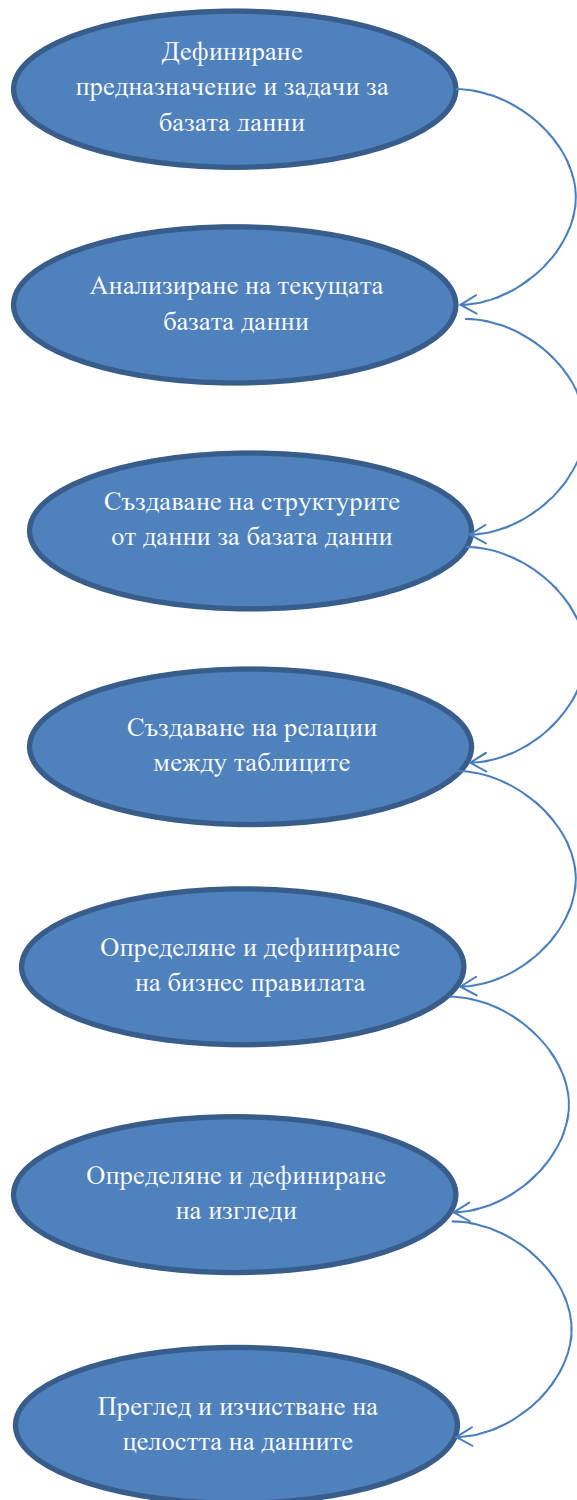 Дефиниране
предназначение и задачи за
базата данни
Анализиране на текущата
базата данни
Създаване на структурите
от данни за базата данни
Създаване на релации
между таблиците
Определяне и дефиниране
на бизнес правилата
Определяне и дефиниране
на изгледи
Преглед и изчистване на
целостта на данните